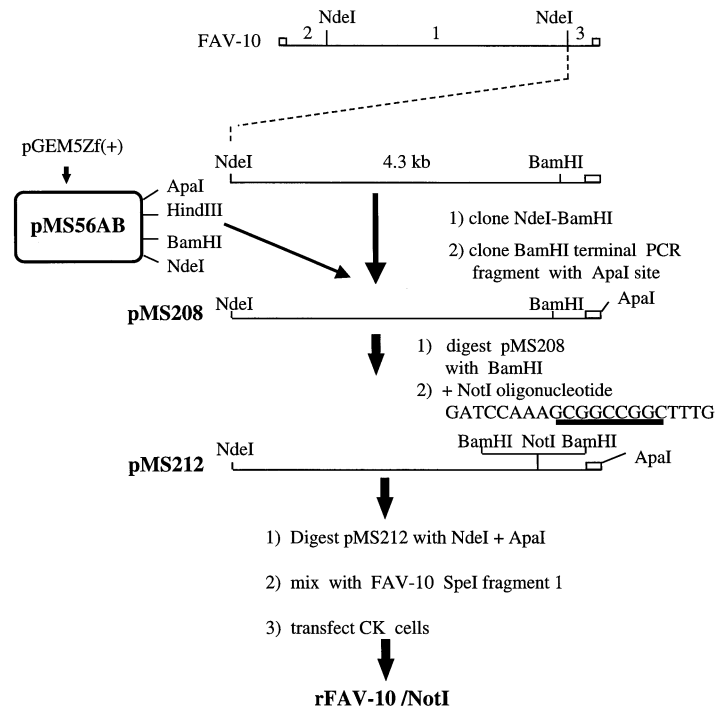 NdeI NdeI
FAV-10 2 1 3
pGEM5Zf(+)
NdeI 4.3 kb BamHI
pMS56AB
ApaI
HindIII
BamHI
NdeI
1) clone NdeI-BamHI
2) clone BamHI terminal PCR
fragment with ApaI site
pMS208 NdeI BamHI ApaI
1) digest pMS208
with BamHI
2) + NotI oligonucleotide
GATCCAAAGCGGCCGGCTTTG
pMS212 NdeI BamHI NotI BamHI ApaI
1) Digest pMS212 with NdeI + ApaI
2) mix with FAV-10 SpeI fragment 1
3) transfect CK cells
rFAV-10 /NotI